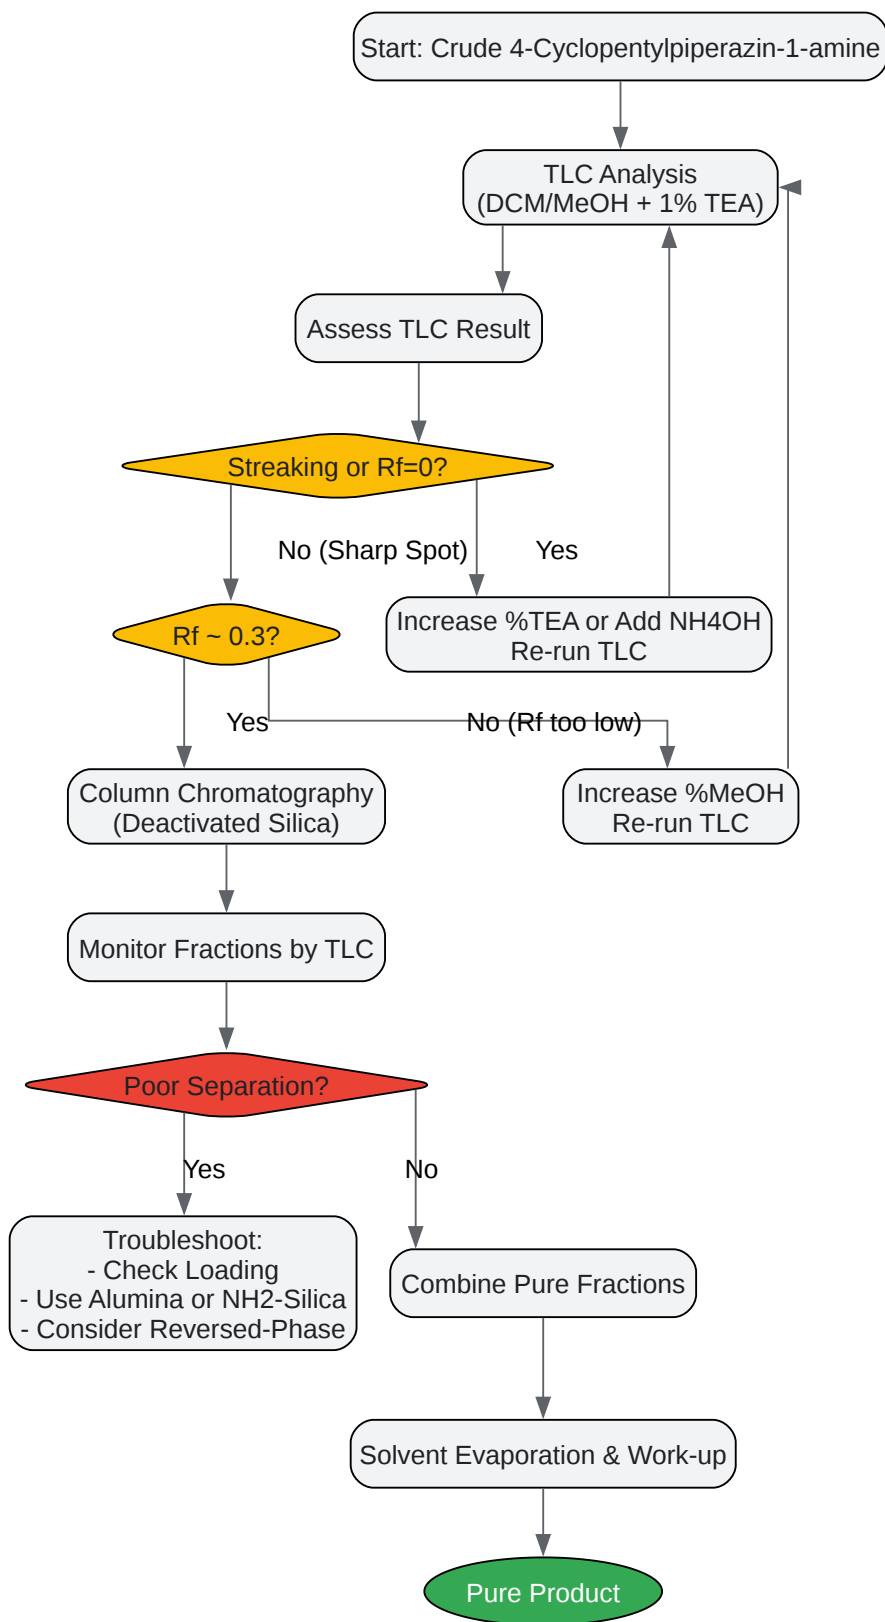 Start: Crude 4-Cyclopentylpiperazin-1-amine
TLC Analysis
(DCM/MeOH + 1% TEA)
Assess TLC Result
Streaking or Rf=0?
No (Sharp Spot)
Yes
Increase %TEA or Add NH4OH
Re-run TLC
Rf ~ 0.3?
Yes
No (Rf too low)
Column Chromatography
(Deactivated Silica)
Increase %MeOH
Re-run TLC
Monitor Fractions by TLC
Poor Separation?
Yes
No
Troubleshoot:
- Check Loading
- Use Alumina or NH2-Silica
- Consider Reversed-Phase
Combine Pure Fractions
Solvent Evaporation & Work-up
Pure Product